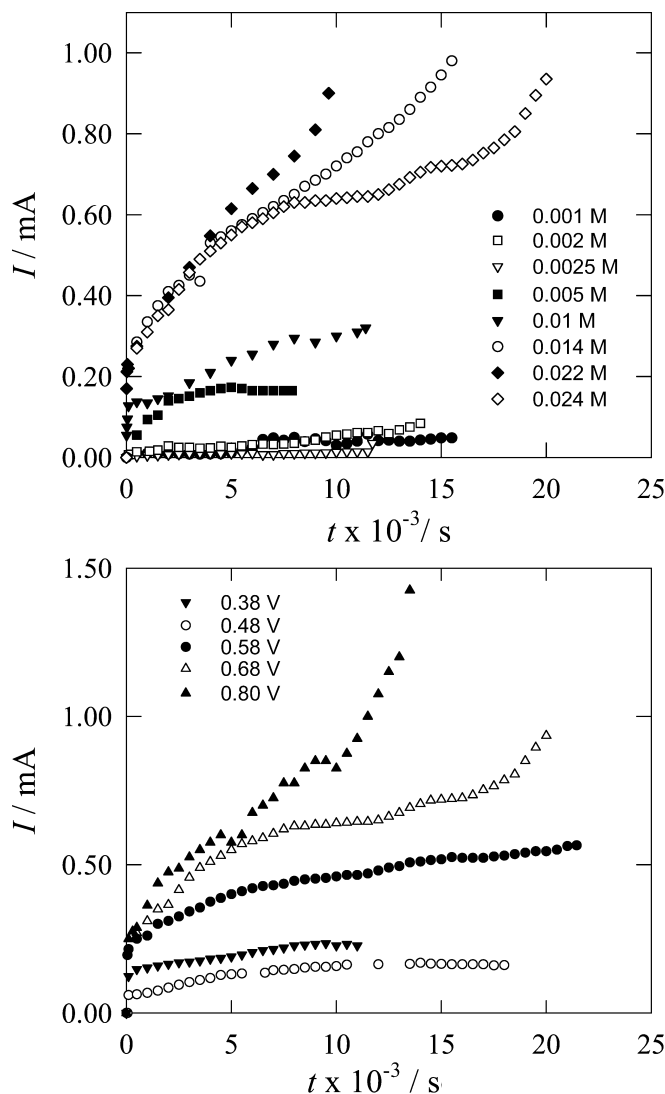 1.00
0.80
0.60
0.40
0.20
0.00
I / mA
0.001 M
0.002 M
0.0025 M
0.005 M
0.01 M
0.014 M
0.022 M
0.024 M
0 5 10 15 20 25
t x 10⁻³/ s
1.50
1.00
0.50
0.00
I / mA
0.38 V
0.48 V
0.58 V
0.68 V
0.80 V
0 5 10 15 20 25
t x 10⁻³/ s